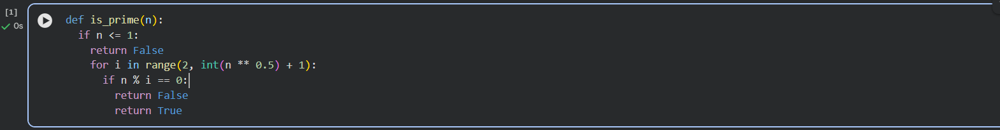 [1]
0s
def is_prime(n):
  if n <= 1:
    return False
    for i in range(2, int(n ** 0.5) + 1):
      if n % i == 0:
        return False
        return True